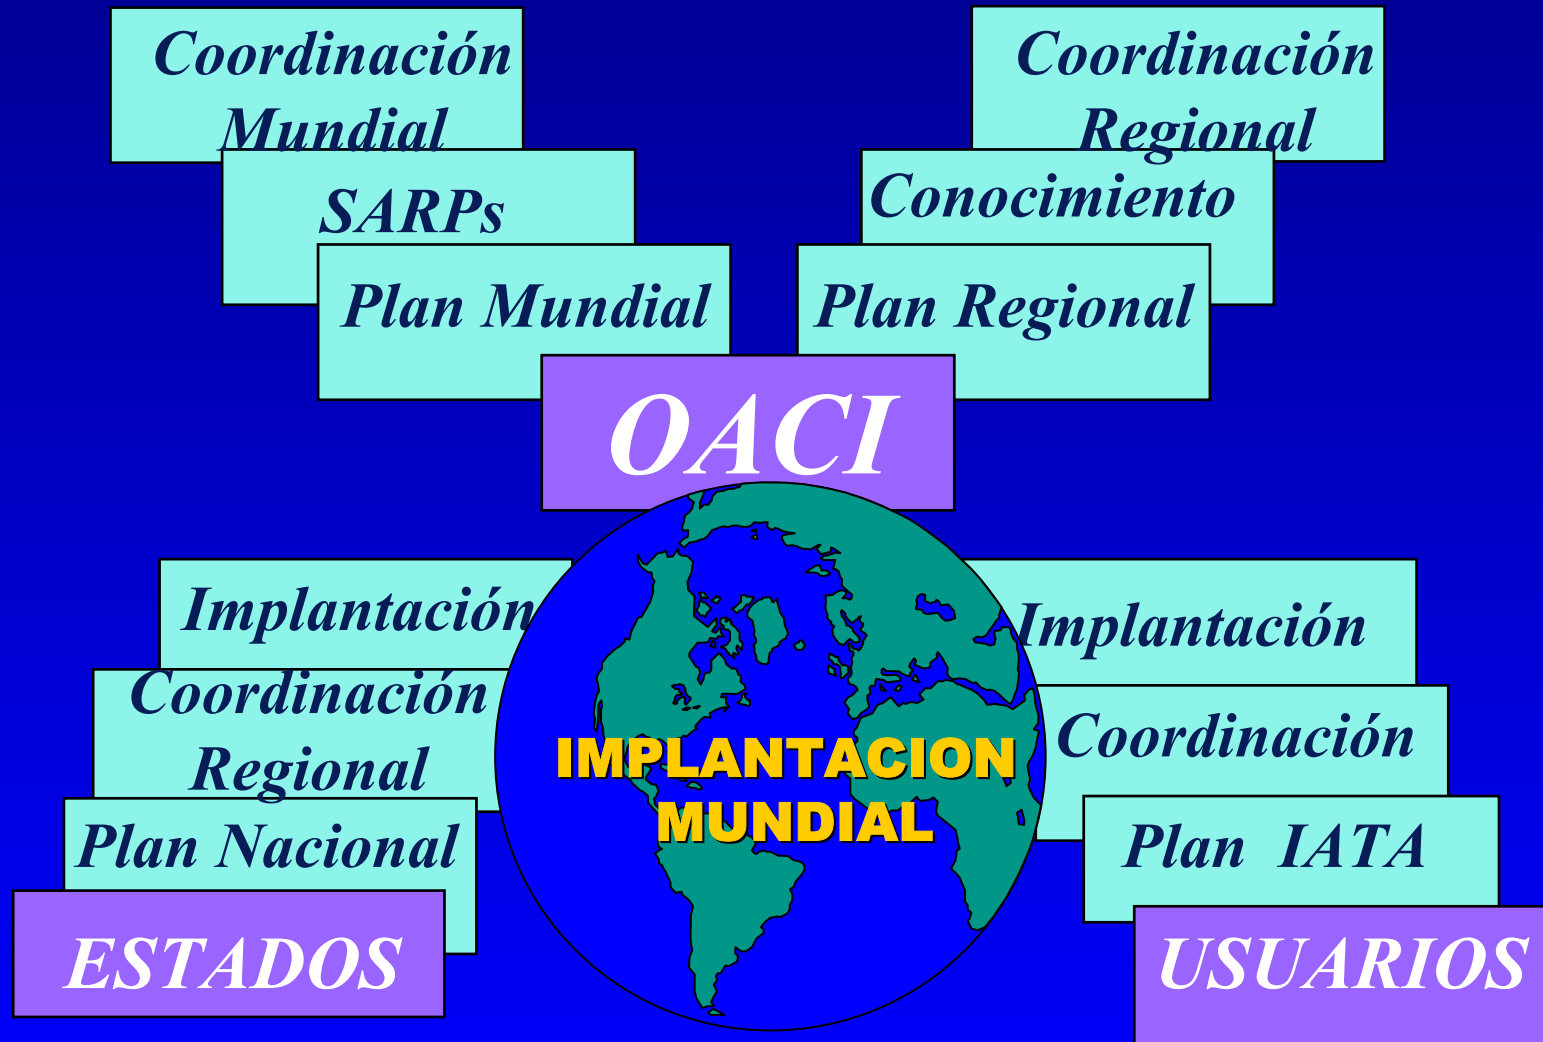 Coordinación
Mundial
SARPs
Plan Mundial
Coordinación
Regional
Conocimiento
Plan Regional
OACI
Implantación
Coordinación
Regional
Plan Nacional
ESTADOS
IMPLANTACION
MUNDIAL
Implantación
Coordinación
Plan IATA
USUARIOS